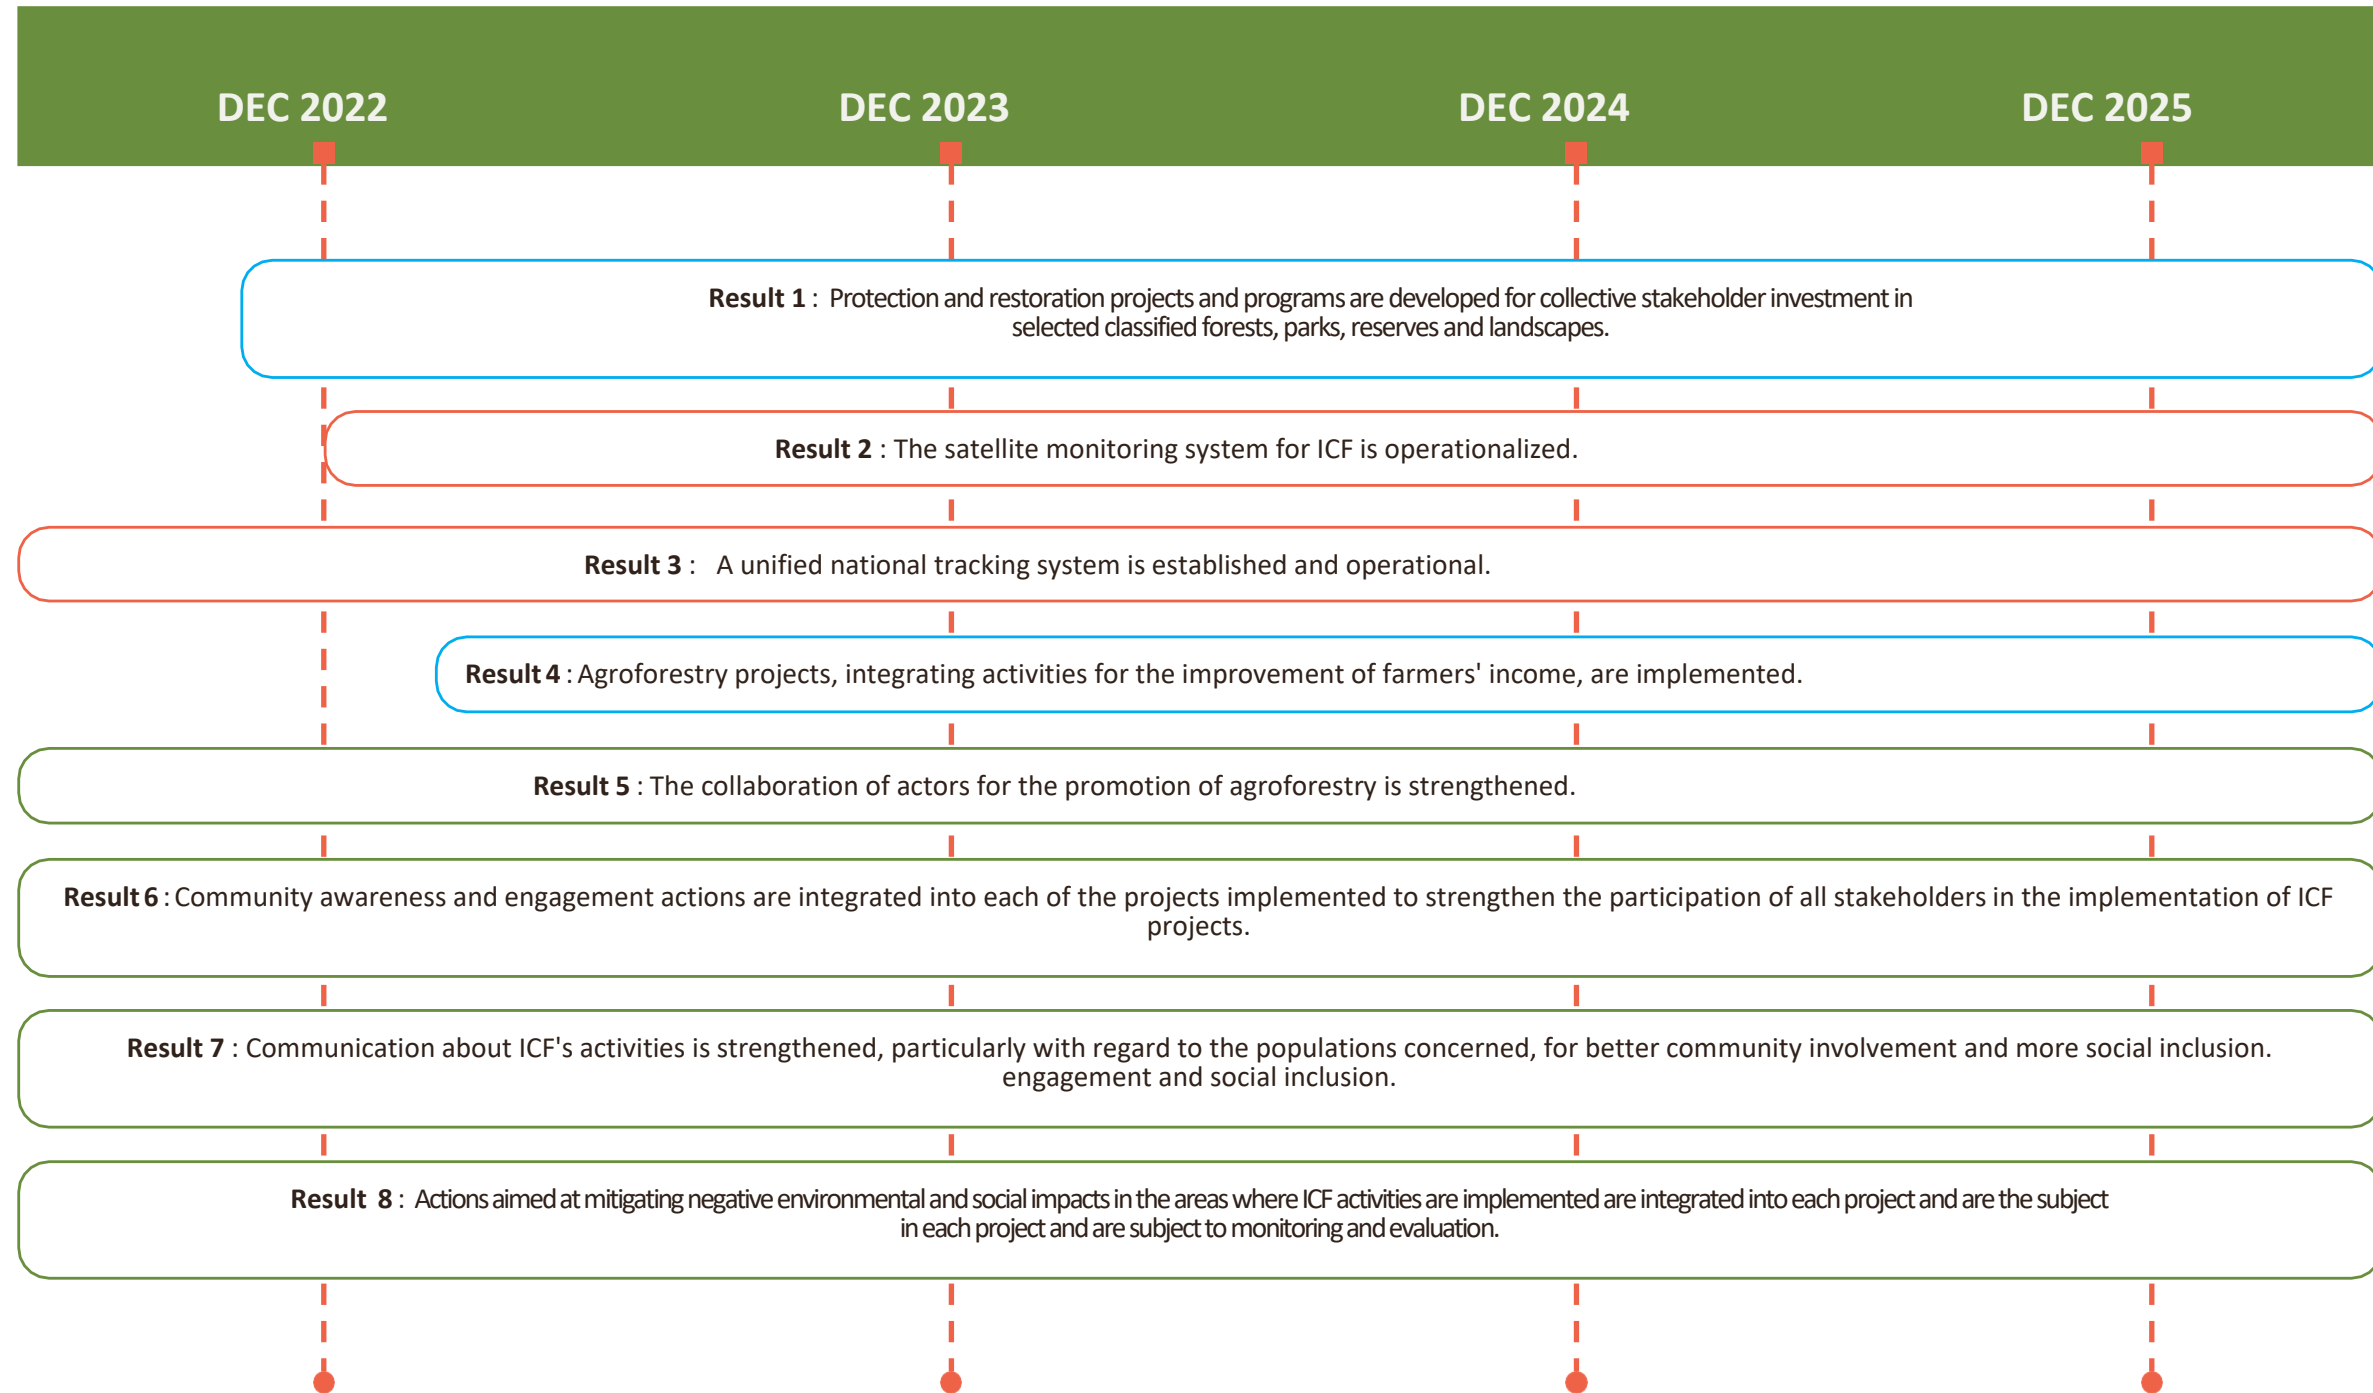 DEC 2022
DEC 2023
DEC 2024
DEC 2025
Result 1 : Protection and restoration projects and programs are developed for collective stakeholder investment in
selected classified forests, parks, reserves and landscapes.
Result 2 : The satellite monitoring system for ICF is operationalized.
Result 3 : A unified national tracking system is established and operational.
Result 4 : Agroforestry projects, integrating activities for the improvement of farmers' income, are implemented.
Result 5 : The collaboration of actors for the promotion of agroforestry is strengthened.
Result 6 : Community awareness and engagement actions are integrated into each of the projects implemented to strengthen the participation of all stakeholders in the implementation of ICF
projects.
Result 7 : Communication about ICF's activities is strengthened, particularly with regard to the populations concerned, for better community involvement and more social inclusion.
engagement and social inclusion.
Result 8 : Actions aimed at mitigating negative environmental and social impacts in the areas where ICF activities are implemented are integrated into each project and are the subject
in each project and are subject to monitoring and evaluation.